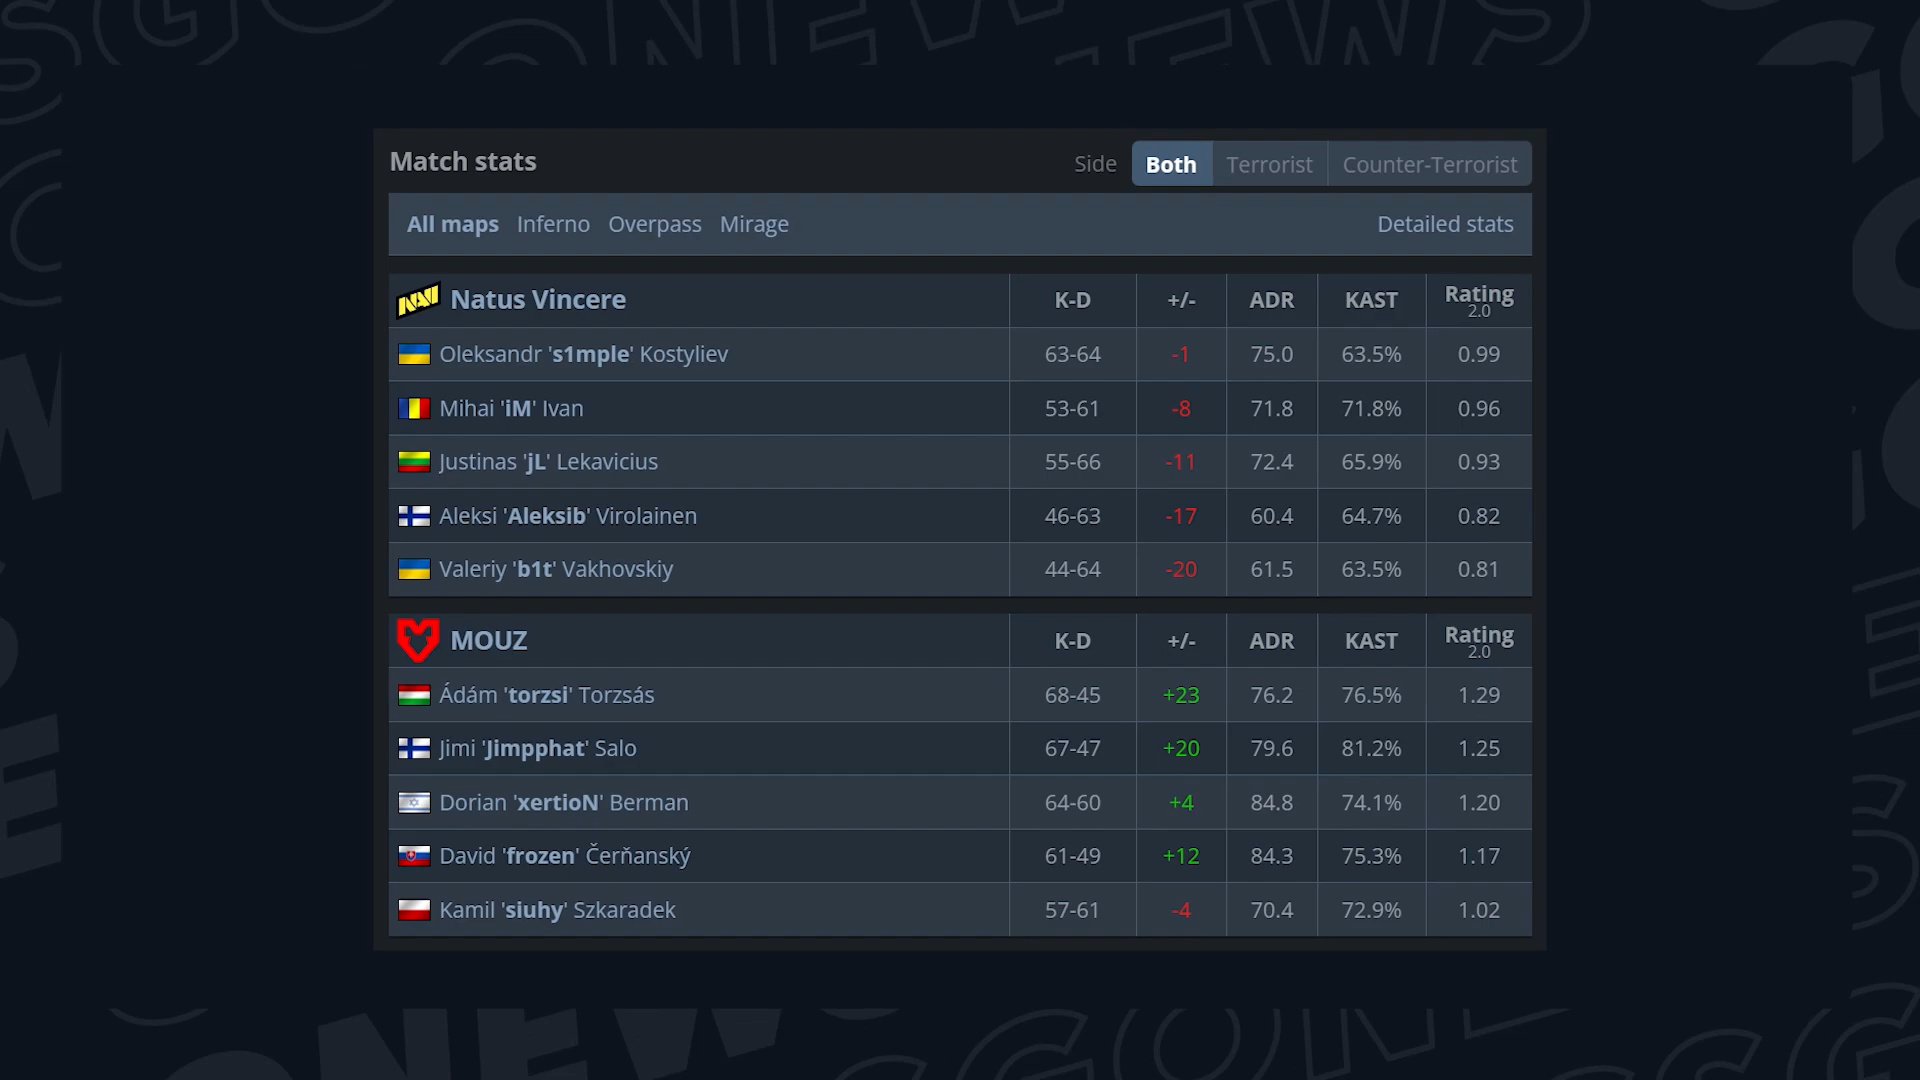 Match stats
Side Both Terrorist Counter-Terrorist
All maps Inferno Overpass Mirage Detailed stats
Natus Vincere K-D +/- ADR KAST Rating 2.0
Oleksandr 's1mple' Kostyliev 63-64 -1 75.0 63.5% 0.99
Mihai 'iM' Ivan 53-61 -8 71.8 71.8% 0.96
Justinas 'jL' Lekavicius 55-66 -11 72.4 65.9% 0.93
Aleksi 'Aleksib' Virolainen 46-63 -17 60.4 64.7% 0.82
Valeriy 'b1t' Vakhovskiy 44-64 -20 61.5 63.5% 0.81
MOUZ K-D +/- ADR KAST Rating 2.0
Ádám 'torzsi' Torzsás 68-45 +23 76.2 76.5% 1.29
Jimi 'Jimpphat' Salo 67-47 +20 79.6 81.2% 1.25
Dorian 'xertioN' Berman 64-60 +4 84.8 74.1% 1.20
David 'frozen' Čerňanský 61-49 +12 84.3 75.3% 1.17
Kamil 'siuhy' Szkaradek 57-61 -4 70.4 72.9% 1.02